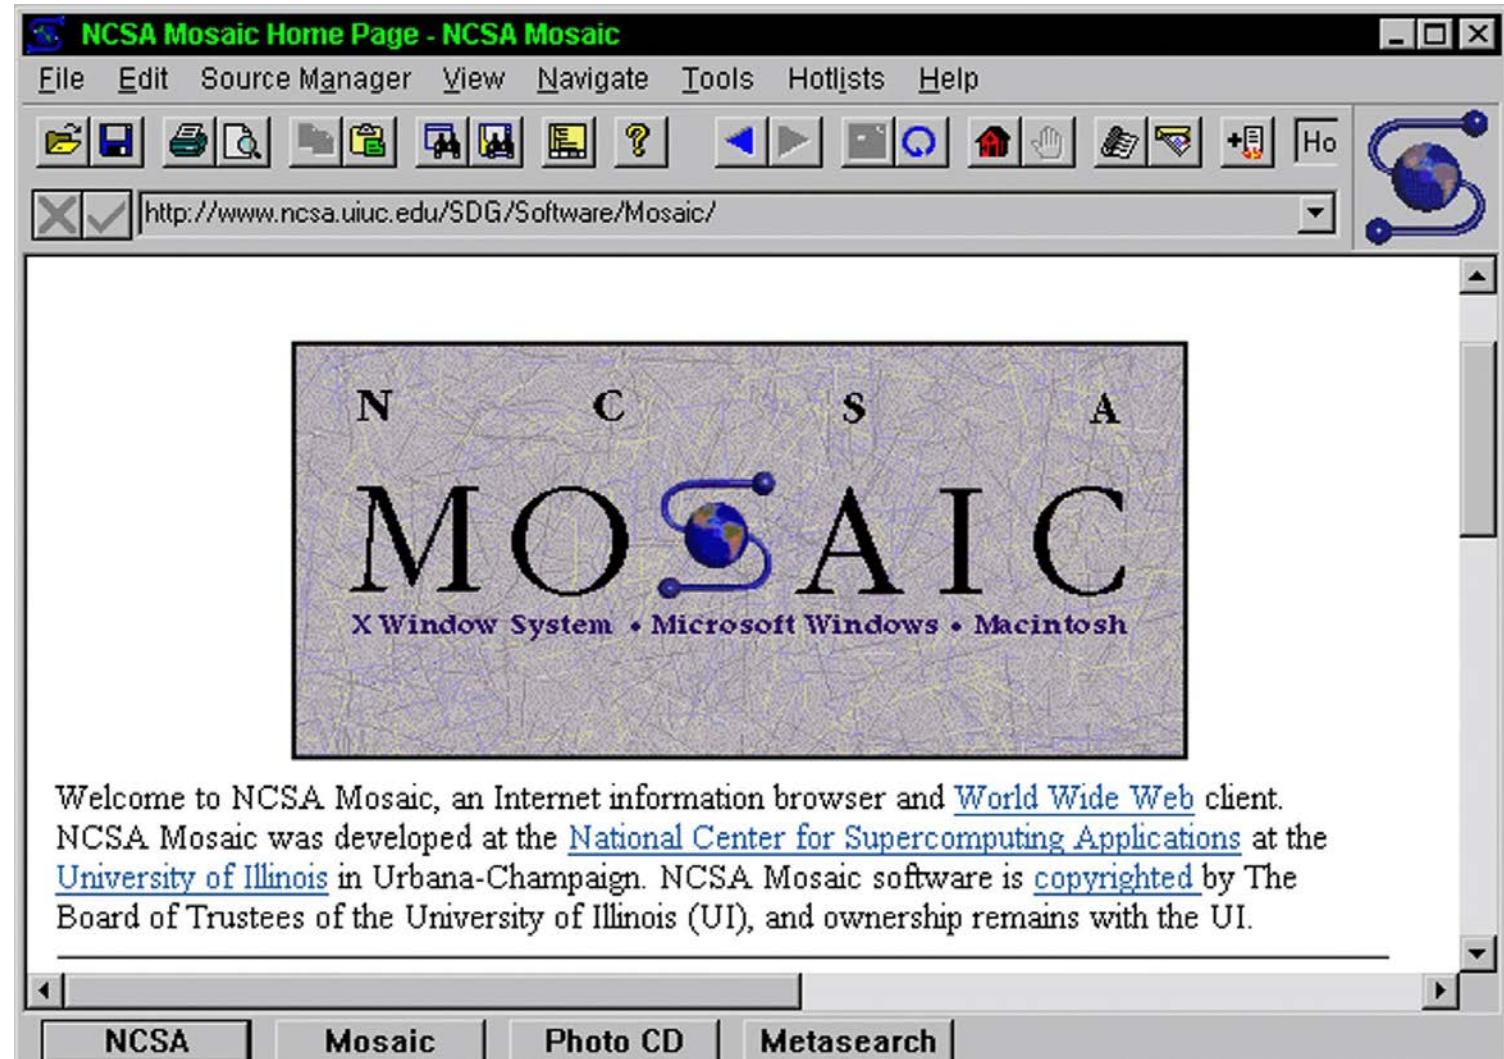 NCSA Mosaic Home Page - NCSA Mosaic
File Edit Source Manager View Navigate Tools Hotlists Help
Ho
http://www.ncsa.uiuc.edu/SDG/Software/Mosaic/
N C S A
MOSAIC
X Window System • Microsoft Windows • Macintosh
Welcome to NCSA Mosaic, an Internet information browser and World Wide Web client.
NCSA Mosaic was developed at the National Center for Supercomputing Applications at the
University of Illinois in Urbana-Champaign. NCSA Mosaic software is copyrighted by The
Board of Trustees of the University of Illinois (UI), and ownership remains with the UI.
NCSA Mosaic Photo CD Metasearch